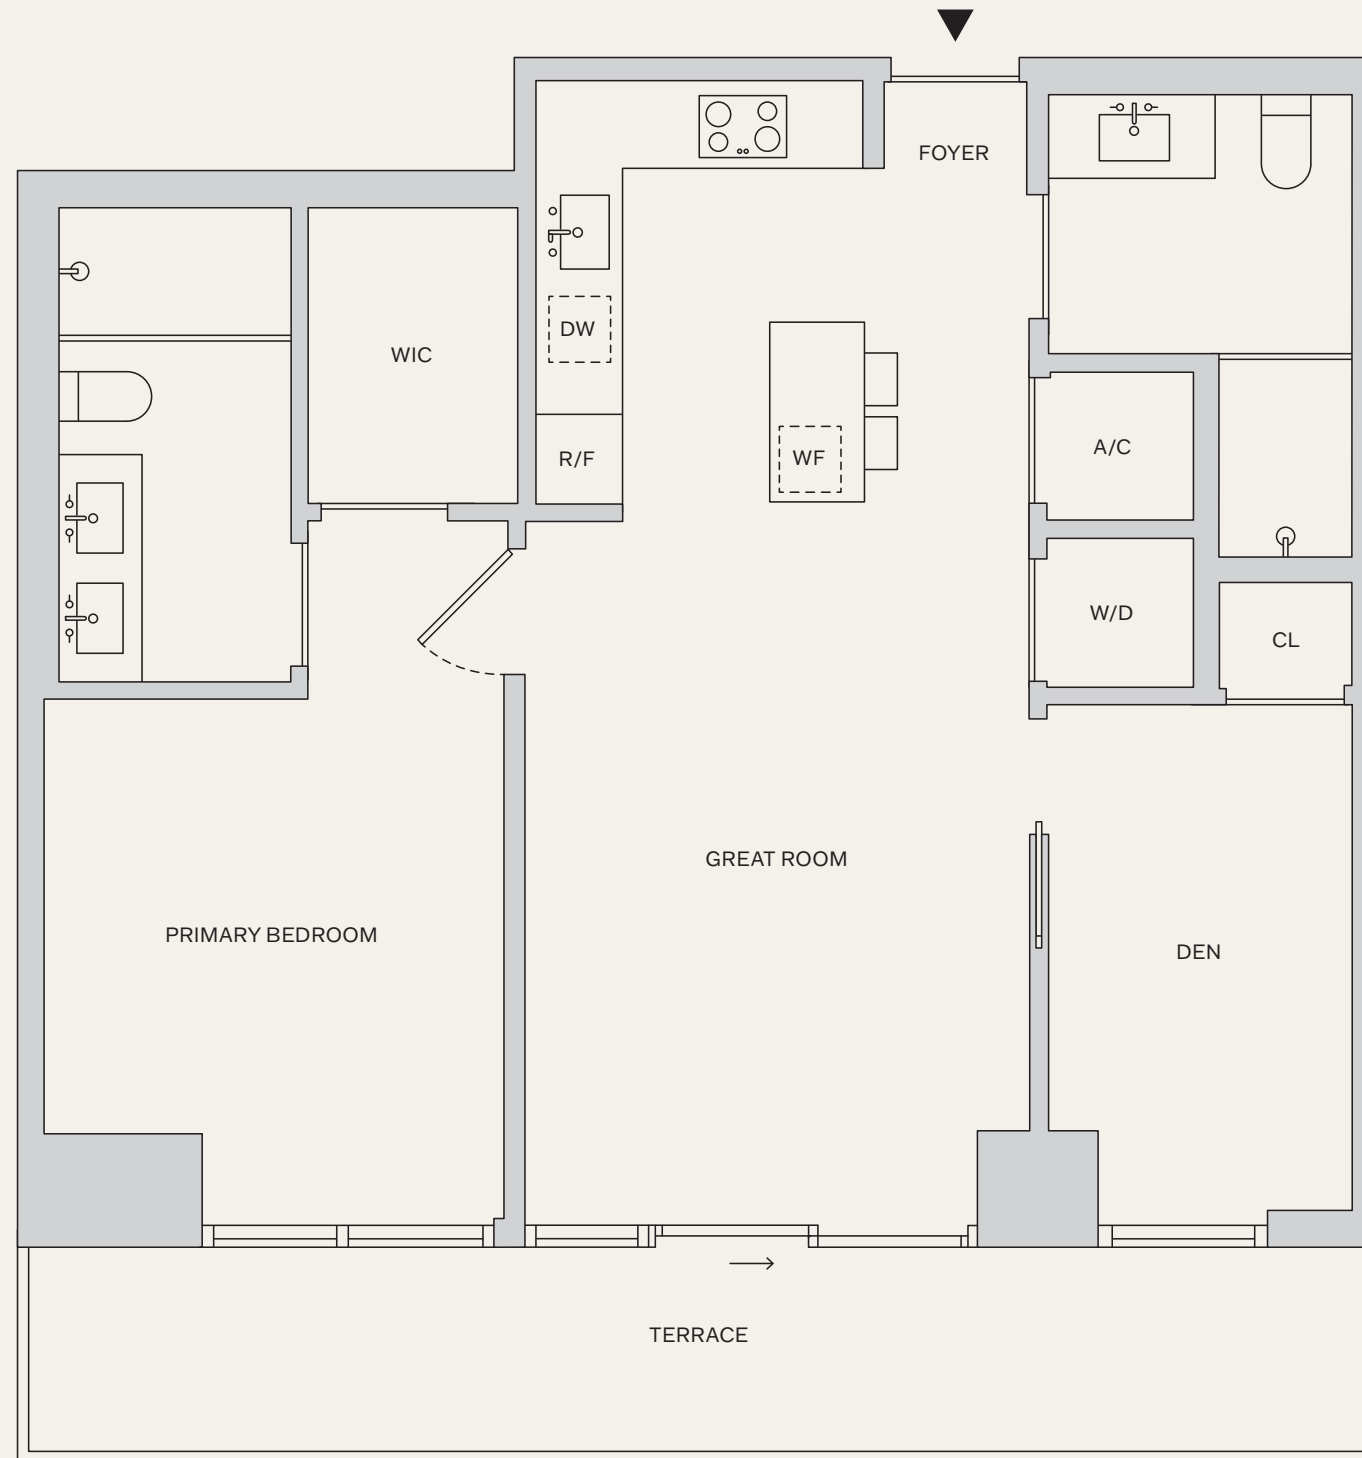 FOYER
DW
WIC
A/C
WF
R/F
W/D
CL
GREAT ROOM
PRIMARY BEDROOM
DEN
TERRACE